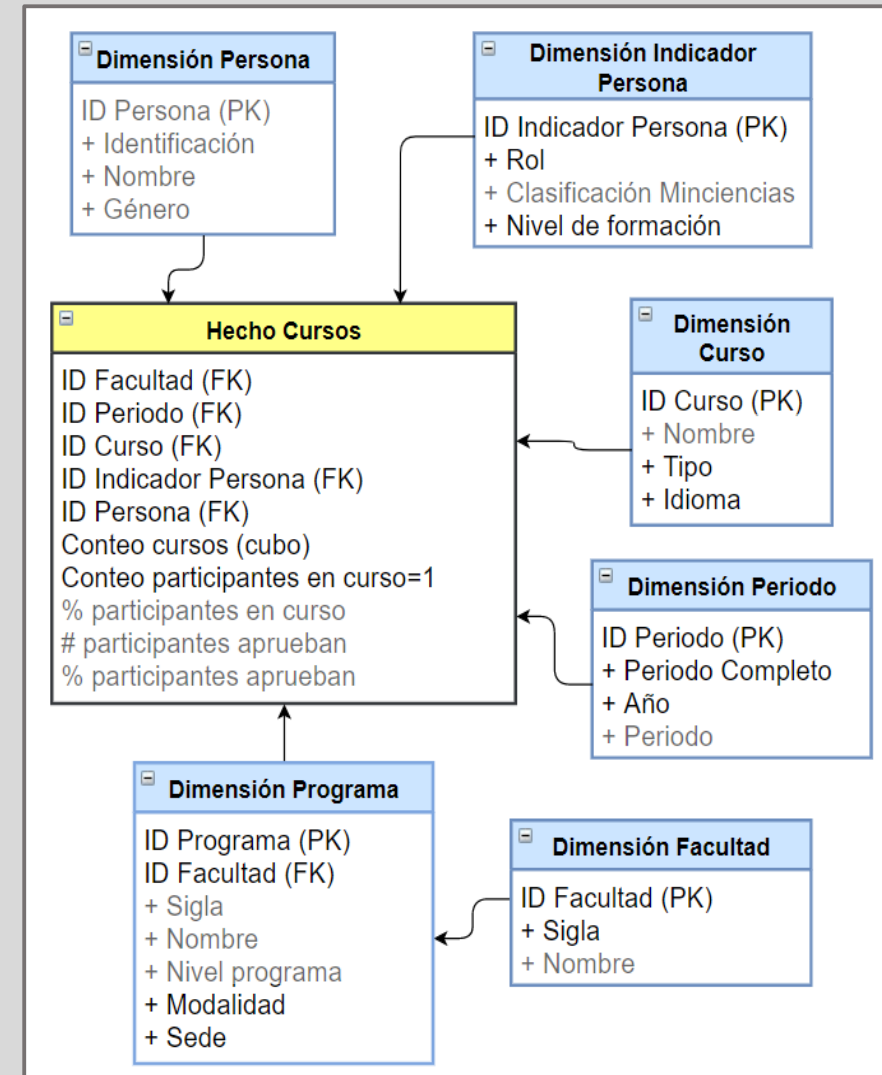 Dimensión Persona
ID Persona (PK)
+ Identificación
+ Nombre
+ Género
Dimensión Indicador
Persona
ID Indicador Persona (PK)
+ Rol
+ Clasificación Minciencias
+ Nivel de formación
Hecho Cursos
ID Facultad (FK)
ID Periodo (FK)
ID Curso (FK)
ID Indicador Persona (FK)
ID Persona (FK)
Conteo cursos (cubo)
Conteo participantes en curso=1
% participantes en curso
# participantes aprueban
% participantes aprueban
Dimensión
Curso
ID Curso (PK)
+ Nombre
+ Tipo
+ Idioma
Dimensión Periodo
ID Periodo (PK)
+ Periodo Completo
+ Año
+ Periodo
Dimensión Programa
ID Programa (PK)
ID Facultad (FK)
+ Sigla
+ Nombre
+ Nivel programa
+ Modalidad
+ Sede
Dimensión Facultad
ID Facultad (PK)
+ Sigla
+ Nombre